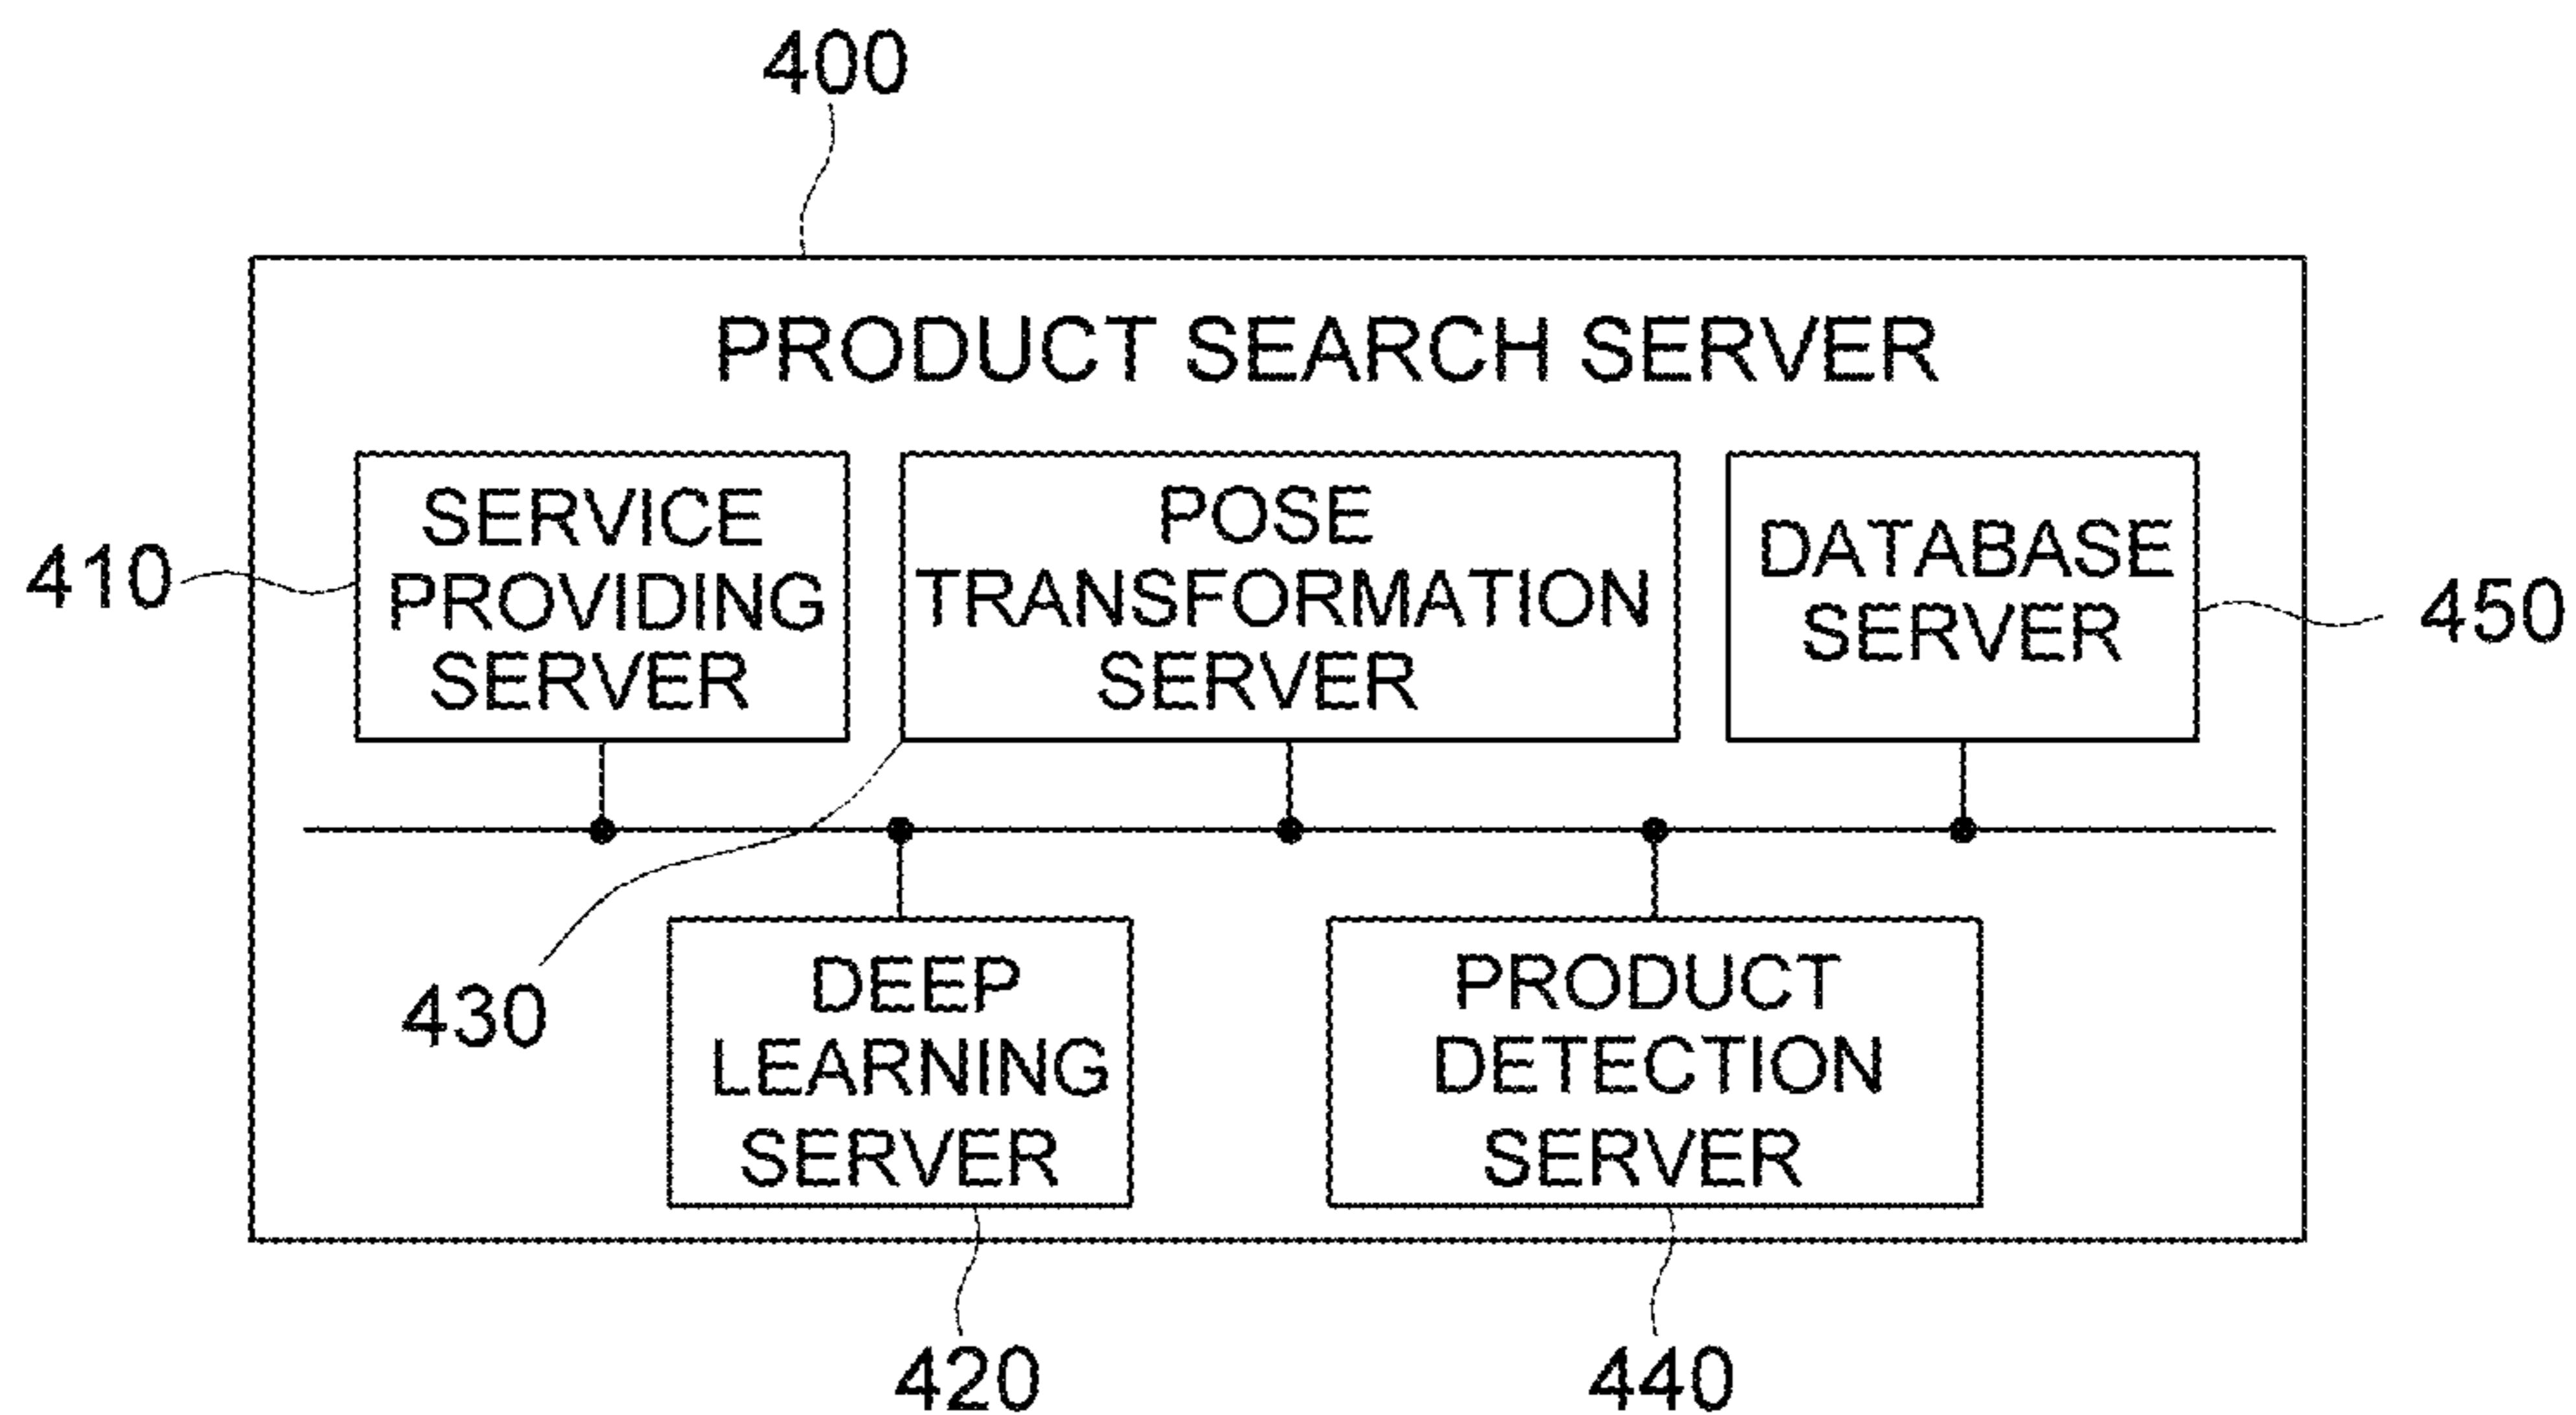 400
PRODUCT SEARCH SERVER
410
SERVICE
PROVIDING
SERVER
POSE
TRANSFORMATION
SERVER
DATABASE
SERVER
450
430
DEEP
LEARNING
SERVER
PRODUCT
DETECTION
SERVER
420
440